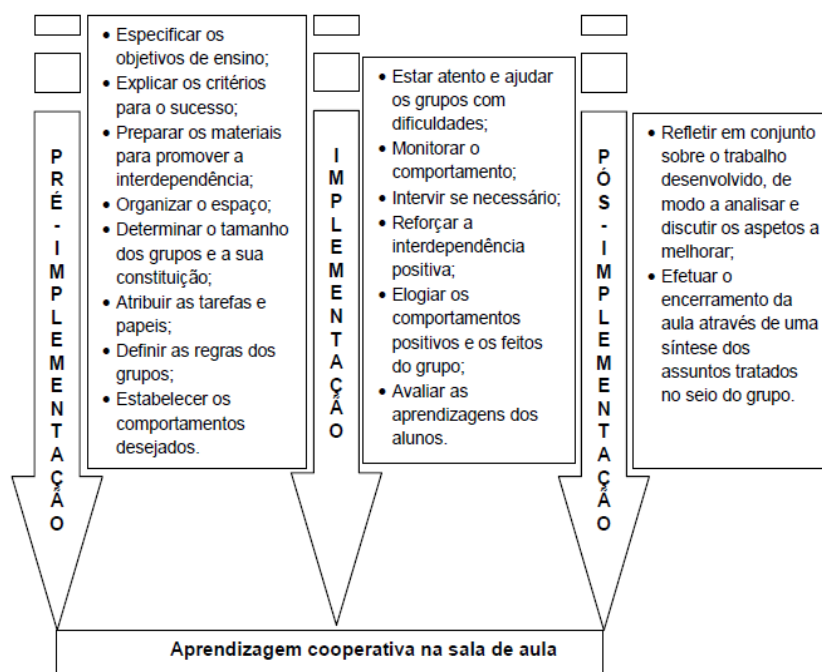 PRÉ-IMPLEMENTAÇÃO
• Especificar os
objetivos de ensino;
• Explicar os critérios
para o sucesso;
• Preparar os materiais
para promover a
interdependência;
• Organizar o espaço;
• Determinar o tamanho
dos grupos e a sua
constituição;
• Atribuir as tarefas e
papeis;
• Definir as regras dos
grupos;
• Estabelecer os
comportamentos
desejados.
IMPLEMENTAÇÃO
• Estar atento e ajudar
os grupos com
dificuldades;
• Monitorar o
comportamento;
• Intervir se necessário;
• Reforçar a
interdependência
positiva;
• Elogiar os
comportamentos
positivos e os feitos
do grupo;
• Avaliar as
aprendizagens dos
alunos.
PÓS-IMPLEMENTAÇÃO
• Refletir em conjunto
sobre o trabalho
desenvolvido, de
modo a analisar e
discutir os aspetos a
melhorar;
• Efetuar o
encerramento da
aula através de uma
síntese dos
assuntos tratados
no seio do grupo.
Aprendizagem cooperativa na sala de aula